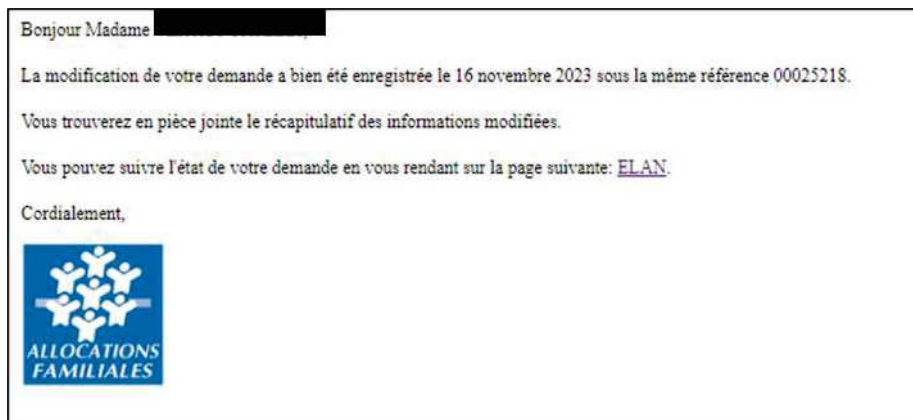 Bonjour Madame
La modification de votre demande a bien été enregistrée le 16 novembre 2023 sous la même référence 00025218.
Vous trouverez en pièce jointe le récapitulatif des informations modifiées.
Vous pouvez suivre l'état de votre demande en vous rendant sur la page suivante: ELAN.
Cordialement,
ALLOCATIONS
FAMILIALES